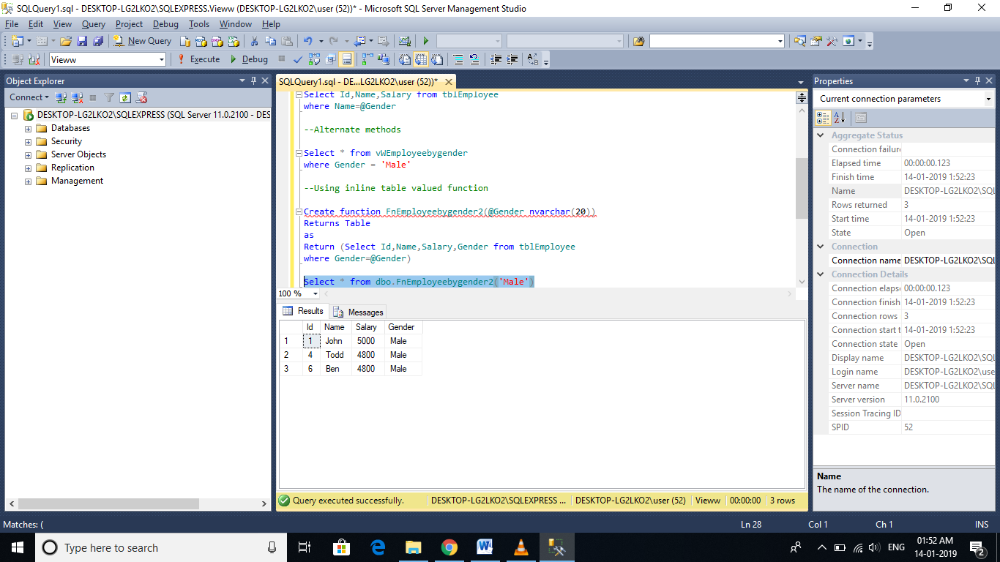 SQLQuery1.sql - DESKTOP-LG2LKO2\SQLEXPRESS.Vieww (DESKTOP-LG2LKO2\user (52))* - Microsoft SQL Server Management Studio
File Edit View Query Project Debug Tools Window Help
New Query
Vieww Execute Debug
Object Explorer
Connect
DESKTOP-LG2LKO2\SQLEXPRESS (SQL Server 11.0.2100 - DES
Databases
Security
Server Objects
Replication
Management
SQLQuery1.sql - DE...LG2LKO2\user (52))*
Select Id,Name,Salary from tblEmployee
where Name=@Gender
--Alternate methods
Select * from vWEmployeebygender
where Gender = 'Male'
--Using inline table valued function
Create function FnEmployeebygender2(@Gender nvarchar(20))
Returns Table
as
Return (Select Id,Name,Salary,Gender from tblEmployee
where Gender=@Gender)
Select * from dbo.FnEmployeebygender2('Male')
100 %
Results Messages
Id Name Salary Gender
1 1 John 5000 Male
2 4 Todd 4800 Male
3 6 Ben 4800 Male
Query executed successfully. DESKTOP-LG2LKO2\SQLEXPRESS ... DESKTOP-LG2LKO2\user (52) Vieww 00:00:00 3 rows
Properties
Current connection parameters
Aggregate Status
Connection failur
Elapsed time 00:00:00.123
Finish time 14-01-2019 1:52:23
Name DESKTOP-LG2LKO2\SQL
Rows returned 3
Start time 14-01-2019 1:52:23
State Open
Connection
Connection name DESKTOP-LG2LKO2\SQL
Connection Details
Connection elaps 00:00:00.123
Connection finish 14-01-2019 1:52:23
Connection rows 3
Connection start t 14-01-2019 1:52:23
Connection state Open
Display name DESKTOP-LG2LKO2\SQL
Login name DESKTOP-LG2LKO2\use
Server name DESKTOP-LG2LKO2\SQL
Server version 11.0.2100
Session Tracing ID
SPID 52
Name
The name of the connection.
Matches: ( Ln 28 Col 1 Ch 1 INS
Type here to search
ENG
01:52 AM
14-01-2019
2